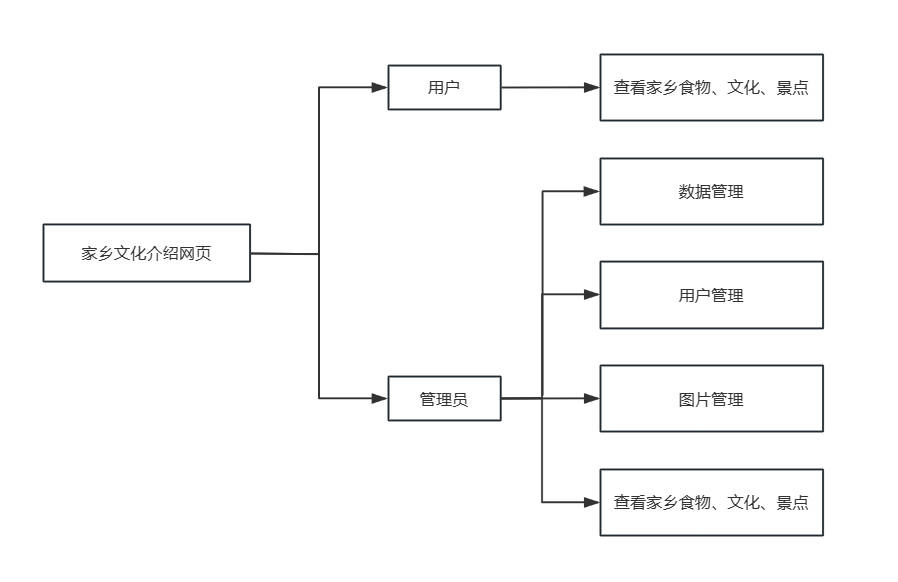 用户
查看家乡食物、文化、景点
数据管理
家乡文化介绍网页
用户管理
管理员
图片管理
查看家乡食物、文化、景点